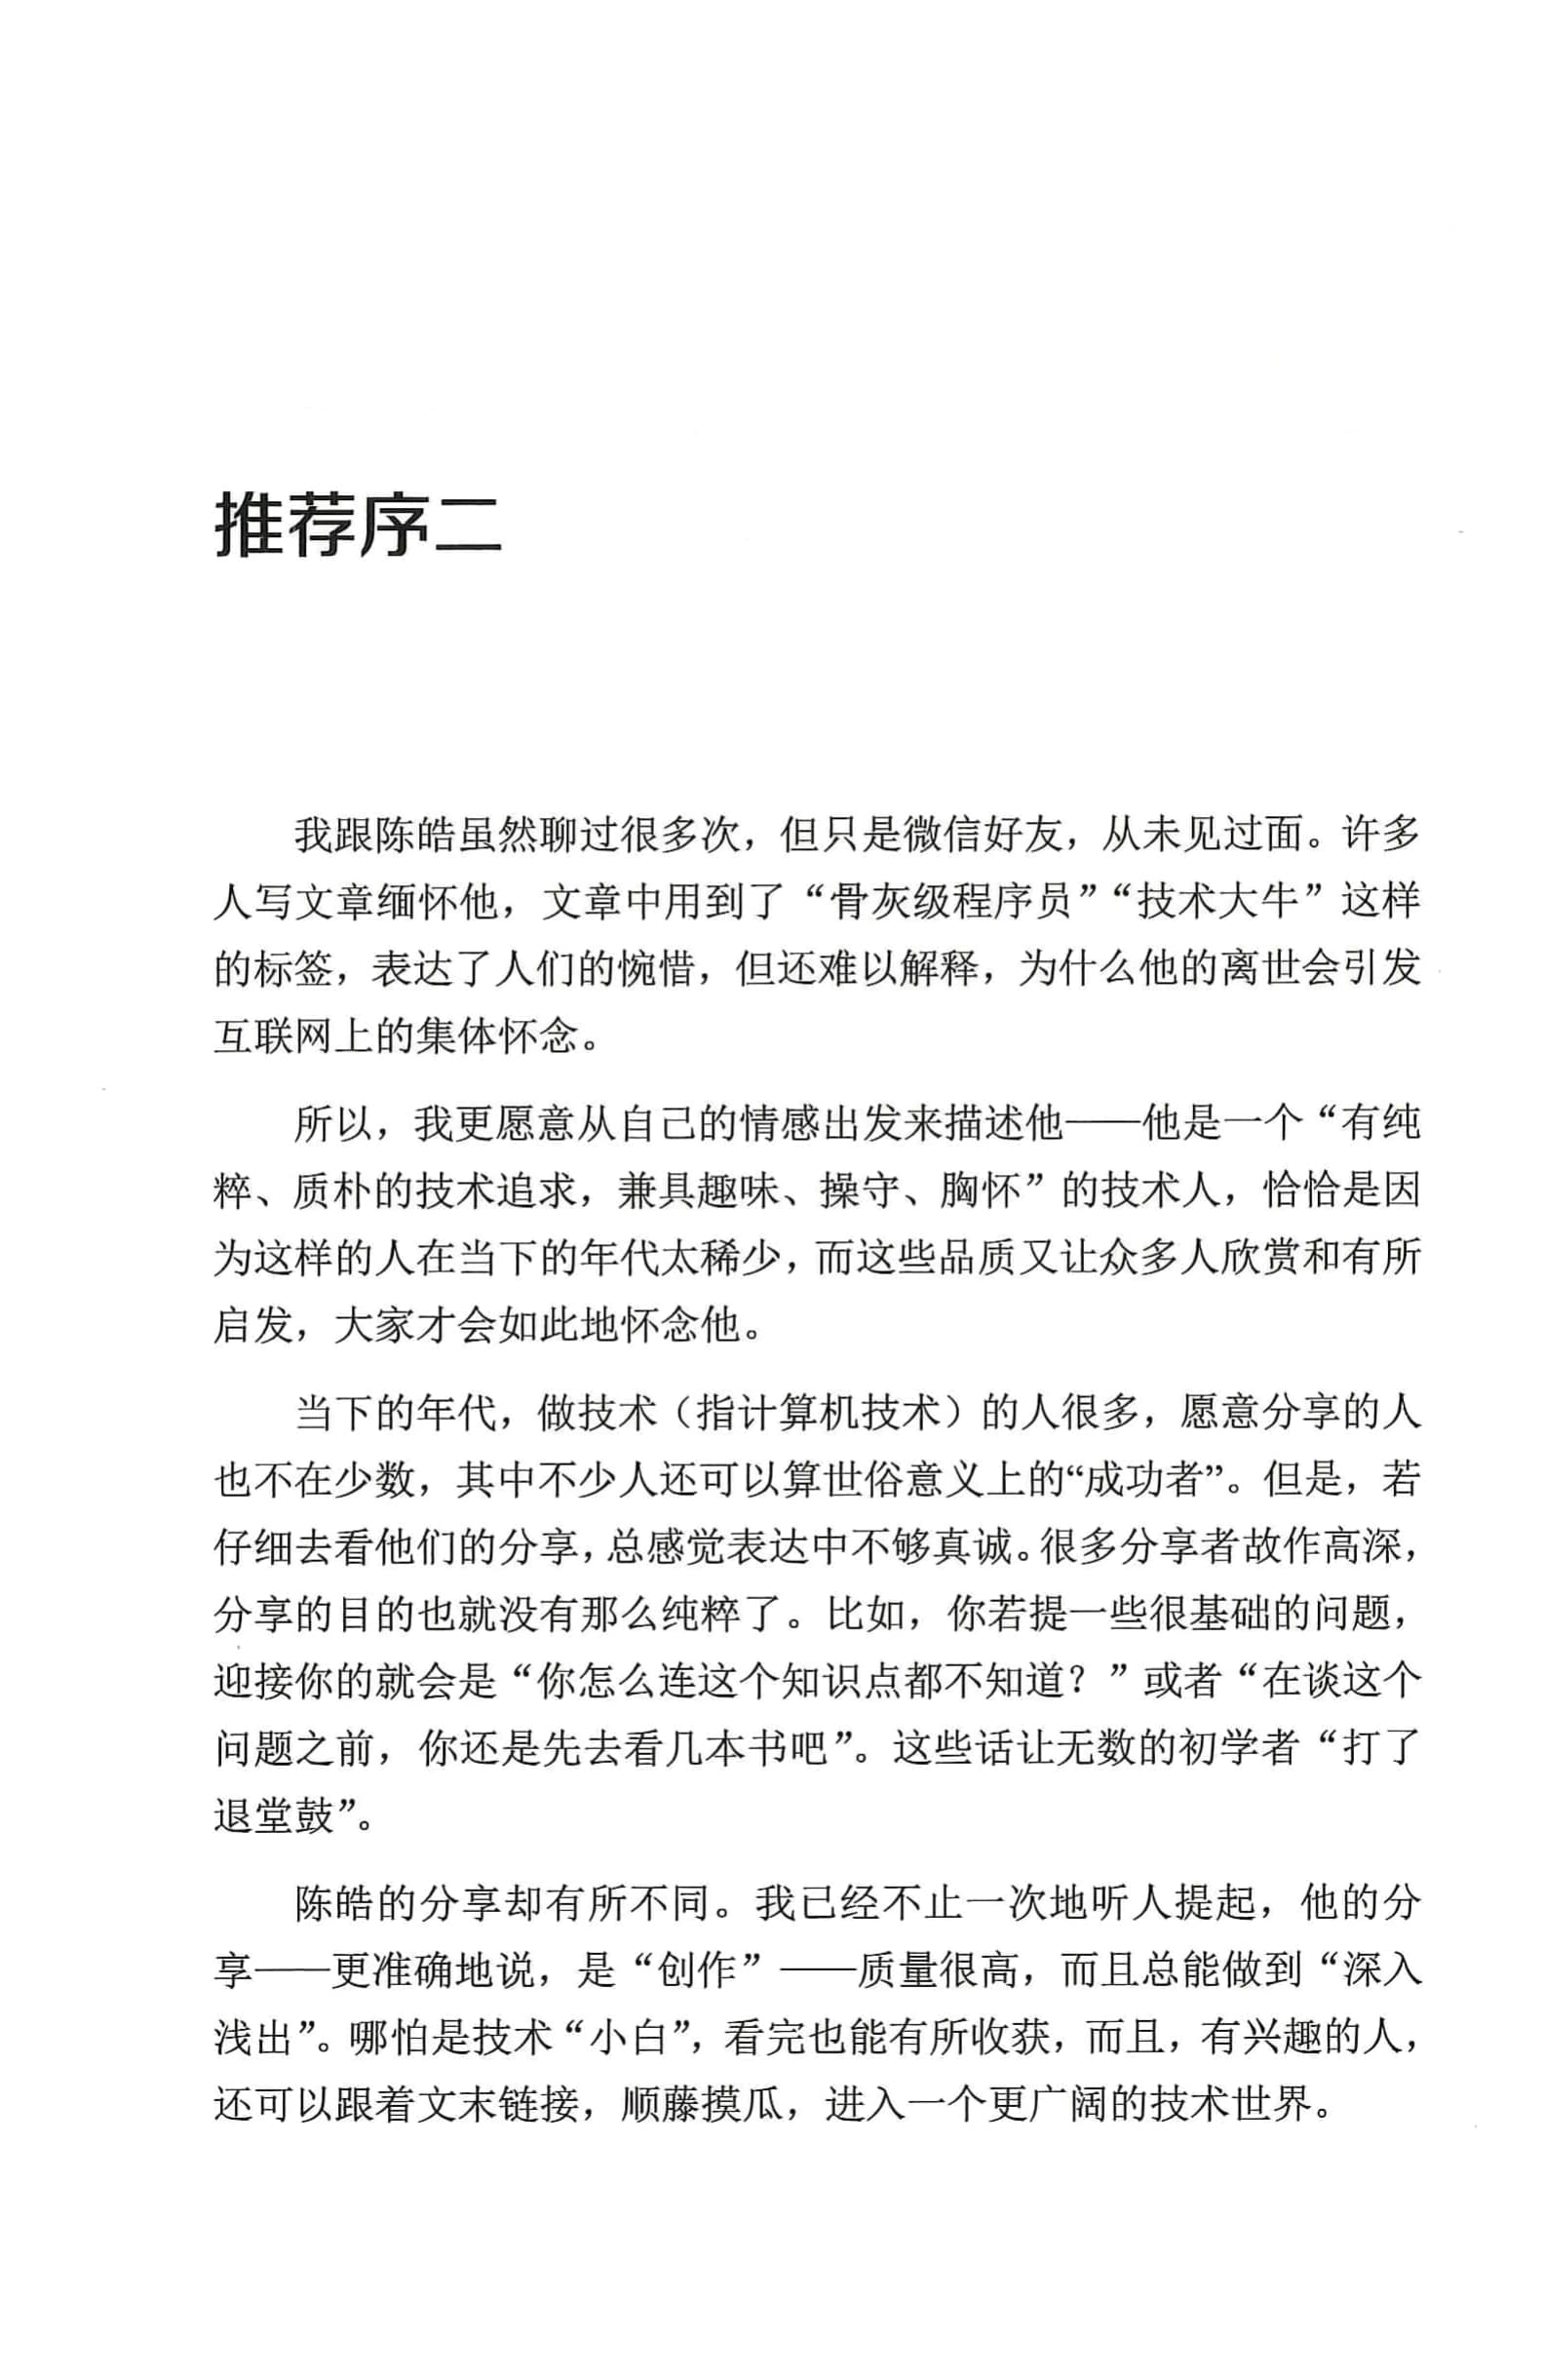 推荐序二
我跟陈皓虽然聊过很多次，但只是微信好友，从未见过面。许多
人写文章缅怀他，文章中用到了“骨灰级程序员”“技术大牛”这样
的标签，表达了人们的惋惜，但还难以解释，为什么他的离世会引发
互联网上的集体怀念。
所以，我更愿意从自己的情感出发来描述他——他是一个“有纯
粹、质朴的技术追求，兼具趣味、操守、胸怀”的技术人，恰恰是因
为这样的人在当下的年代太稀少，而这些品质又让众多人欣赏和有所
启发，大家才会如此地怀念他。
当下的年代，做技术（指计算机技术）的人很多，愿意分享的人
也不在少数，其中不少人还可以算世俗意义上的“成功者”。但是，若
仔细去看他们的分享，总感觉表达中不够真诚。很多分享者故作高深，
分享的目的也就没有那么纯粹了。比如，你若提一些很基础的问题，
迎接你的就会是“你怎么连这个知识点都不知道？”或者“在谈这个
问题之前，你还是先去看几本书吧”。这些话让无数的初学者“打了
退堂鼓”。
陈皓的分享却有所不同。我已经不止一次地听人提起，他的分
享——更准确地说，是“创作”——质量很高，而且总能做到“深入
浅出”。哪怕是技术“小白”，看完也能有所收获，而且，有兴趣的人，
还可以跟着文末链接，顺藤摸瓜，进入一个更广阔的技术世界。